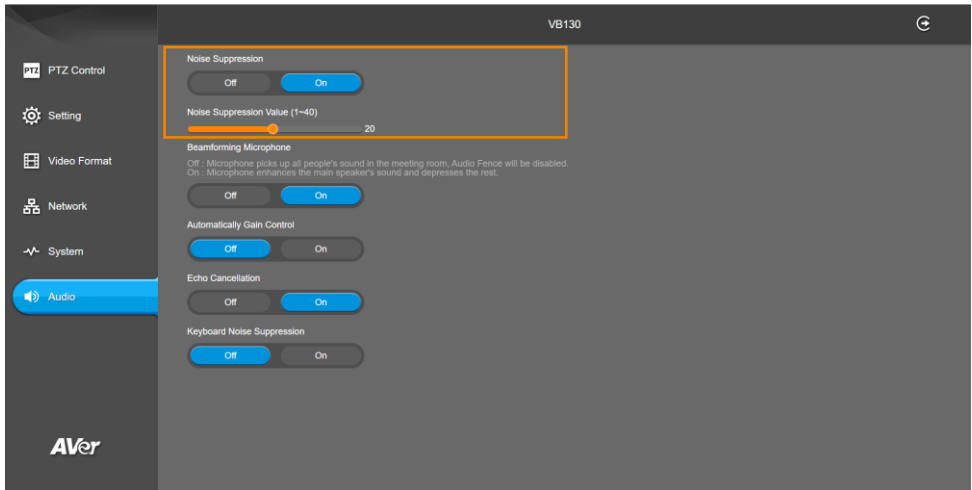 VB130
PTZ PTZ Control
Setting
Video Format
Network
System
Audio
AVer
Noise Suppression
Off On
Noise Suppression Value (1~40)
20
Beamforming Microphone
Off : Microphone picks up all people's sound in the meeting room, Audio Fence will be disabled.
On : Microphone enhances the main speaker's sound and depresses the rest.
Off On
Automatically Gain Control
Off On
Echo Cancellation
Off On
Keyboard Noise Suppression
Off On